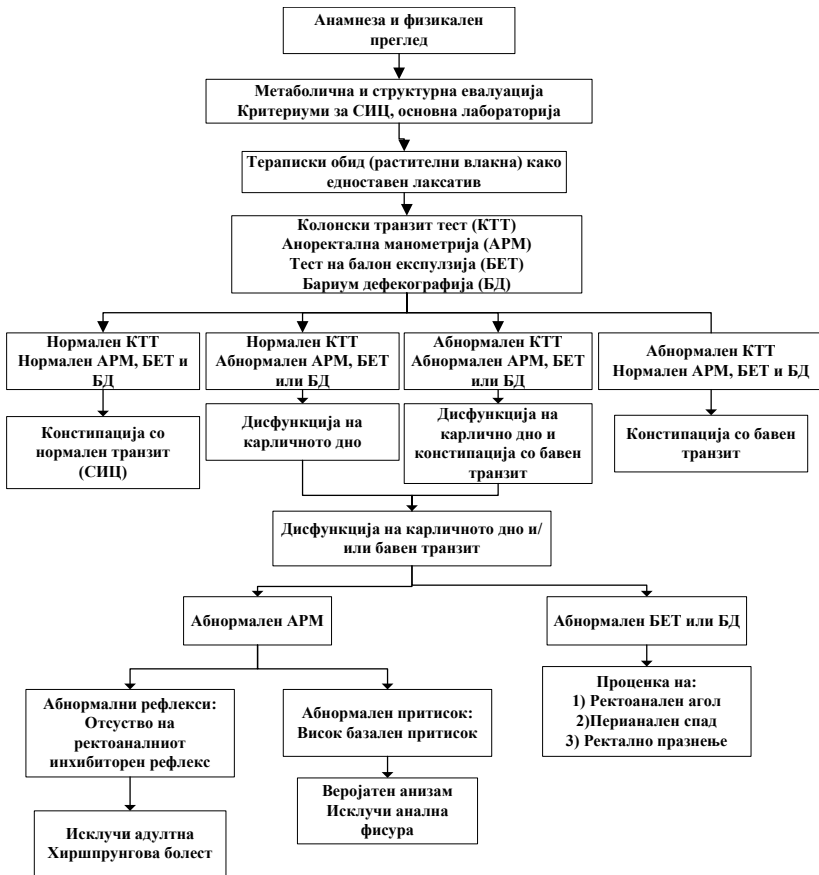 Анамнеза и физикален
преглед
Метаболична и структурна евалуација
Критериуми за СИЦ, основна лабораторија
Тераписки обид (растителни влакна) како
едноставен лаксатив
Колонски транзит тест (КТТ)
Аноректална манометрија (АРМ)
Тест на балон експулзија (БЕТ)
Бариум дефекографија (БД)
Нормален КТТ
Нормален АРМ, БЕТ и
БД
Нормален КТТ
Абнормален АРМ, БЕТ
или БД
Абнормален КТТ
Абнормален АРМ, БЕТ
или БД
Абнормален КТТ
Нормален АРМ, БЕТ и БД
Констипација со
нормален транзит
(СИЦ)
Дисфункција на
карличното дно
Дисфункција на
карлично дно и
констипација со бавен
транзит
Констипација со бавен
транзит
Дисфункција на карличното дно и/
или бавен транзит
Абнормален АРМ
Абнормален БЕТ или БД
Абнормални рефлекси:
Отсуство на
ректоаналниот
инхибиторен рефлекс
Абнормален притисок:
Висок базален притисок
Проценка на:
1) Ректоанален агол
2)Перианален спад
3) Ректално празнење
Исклучи адултна
Хиршпрунгова болест
Веројатен анизам
Исклучи анална
фисура